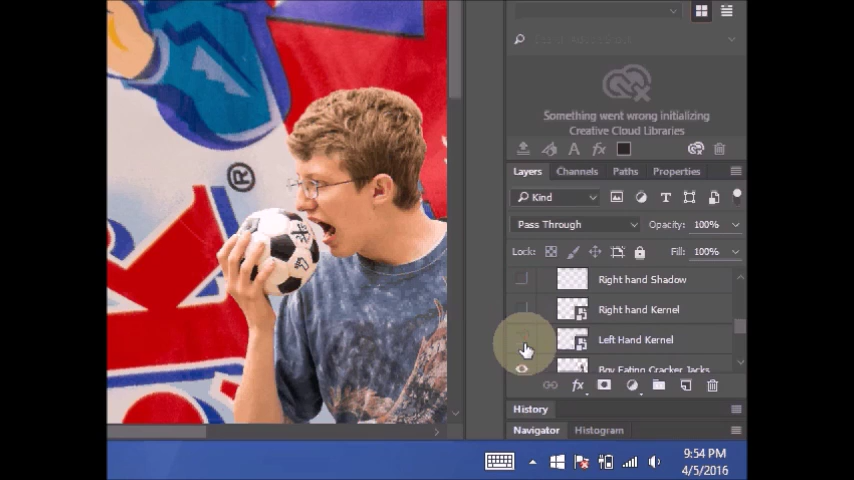 Something went wrong initializing
Creative Cloud Libraries
Layers Channels Paths Properties
Kind
Pass Through Opacity: 100%
Lock: Fill: 100%
Right hand Shadow
Right hand Kernel
Left Hand Kernel
Boy Eating Cracker Jacks
History
Navigator Histogram
9:54 PM
4/5/2016
®